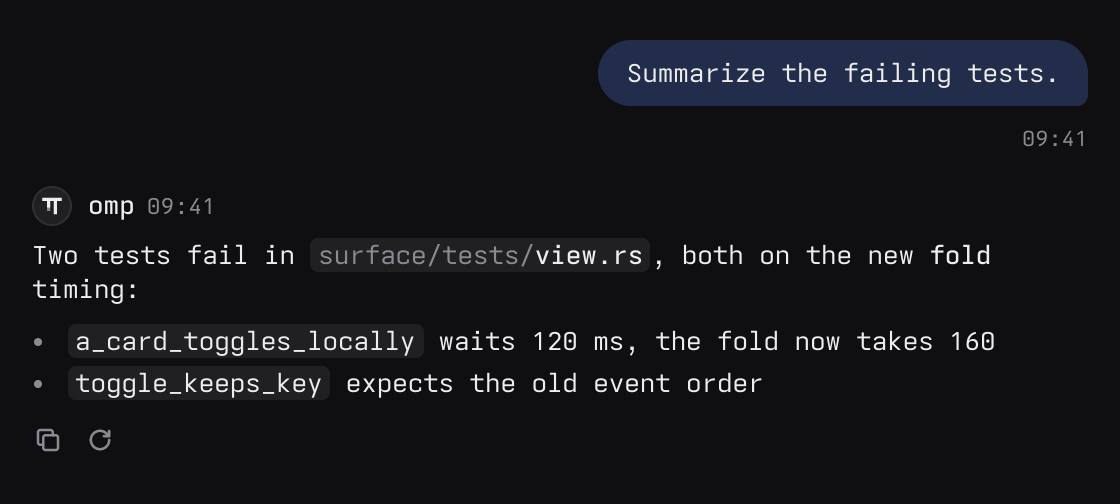 Summarize the failing tests.
09:41
omp 09:41
Two tests fail in surface/tests/view.rs, both on the new fold
timing:
• a_card_toggles_locally waits 120 ms, the fold now takes 160
• toggle_keeps_key expects the old event order